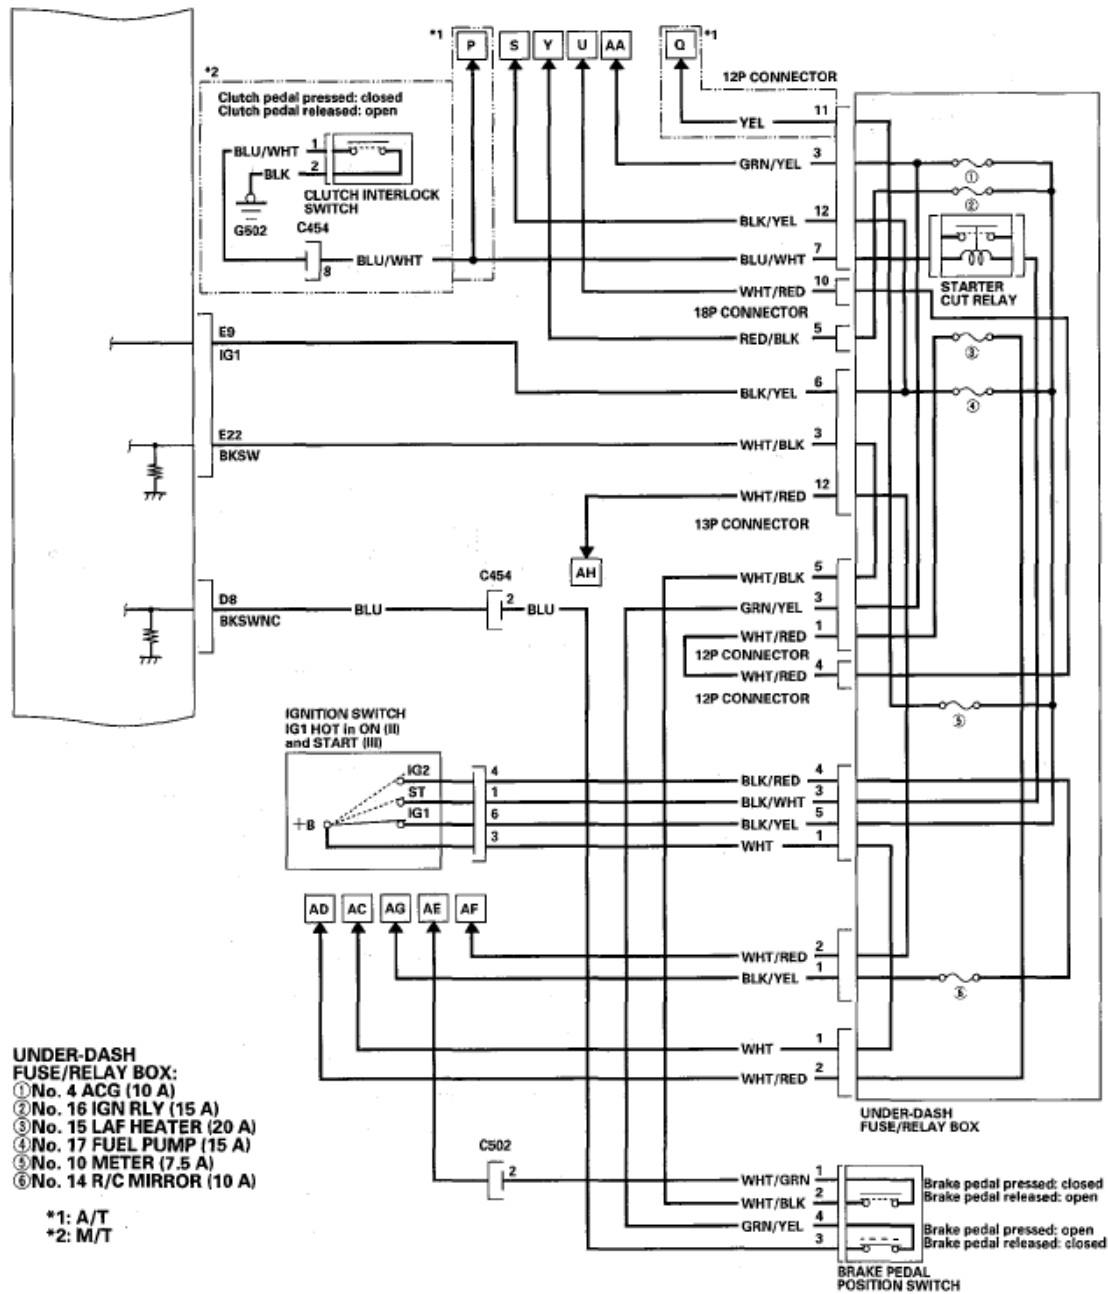 *1 P S Y U AA Q *1
12P CONNECTOR
*2
Clutch pedal pressed: closed
Clutch pedal released: open
YEL 11
BLU/WHT 1
BLK 2
CLUTCH INTERLOCK
SWITCH
G502
C454
8 BLU/WHT
GRN/YEL 3
①
②
BLK/YEL 12
BLU/WHT 7
STARTER
CUT RELAY
WHT/RED 10
18P CONNECTOR
RED/BLK 5
③
E9
IG1
BLK/YEL 6
④
E22
BKSW
WHT/BLK 3
WHT/RED 12
13P CONNECTOR
AH
C454
WHT/BLK 5
D8
BKSWNC
BLU 2 BLU
GRN/YEL 3
WHT/RED 1
12P CONNECTOR
WHT/RED 4
12P CONNECTOR
⑤
IGNITION SWITCH
IG1 HOT in ON (II)
and START (III)
IG2 4 BLK/RED 4
ST 1 BLK/WHT 3
+B IG1 6 BLK/YEL 5
3 WHT 1
AD AC AG AE AF
WHT/RED 2
BLK/YEL 1
⑥
WHT 1
WHT/RED 2
UNDER-DASH
FUSE/RELAY BOX
UNDER-DASH
FUSE/RELAY BOX:
①No. 4 ACG (10 A)
②No. 16 IGN RLY (15 A)
③No. 15 LAF HEATER (20 A)
④No. 17 FUEL PUMP (15 A)
⑤No. 10 METER (7.5 A)
⑥No. 14 R/C MIRROR (10 A)
*1: A/T
*2: M/T
C502
2 WHT/GRN 1
WHT/BLK 2
GRN/YEL 4
3
Brake pedal pressed: closed
Brake pedal released: open
Brake pedal pressed: open
Brake pedal released: closed
BRAKE PEDAL
POSITION SWITCH